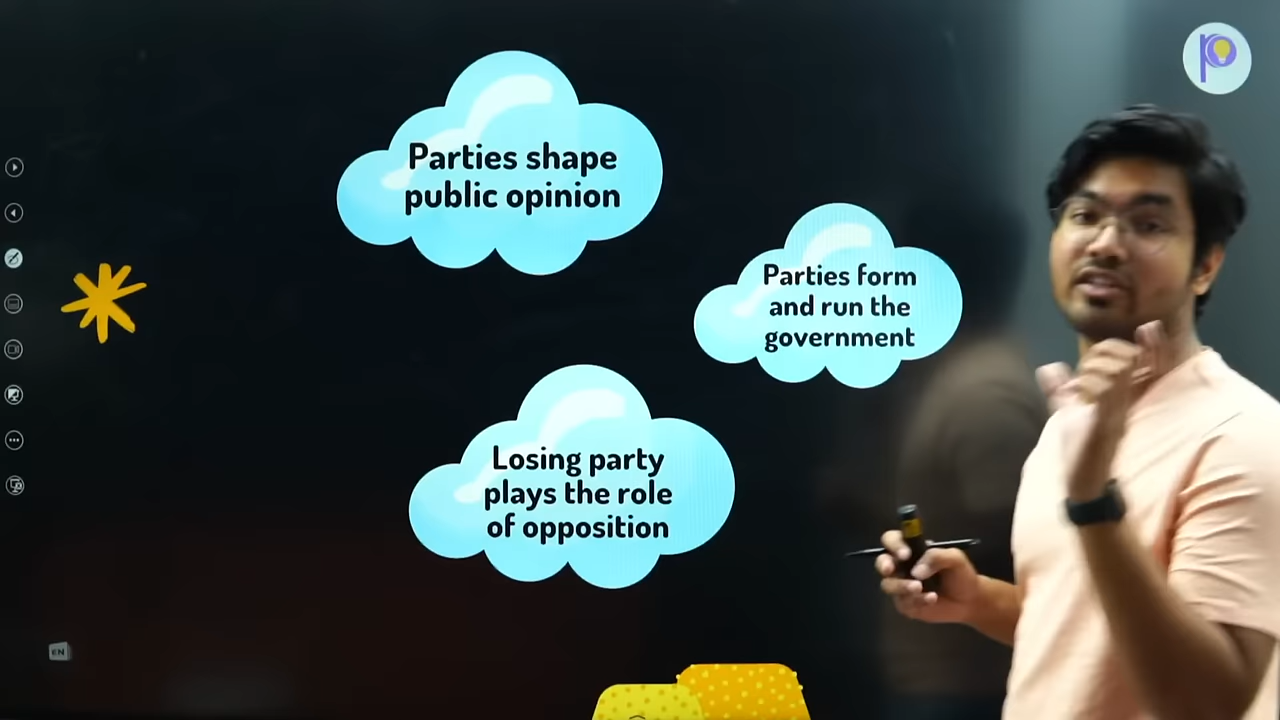 Parties shape
public opinion
Parties form
and run the
government
Losing party
plays the role
of opposition
EN